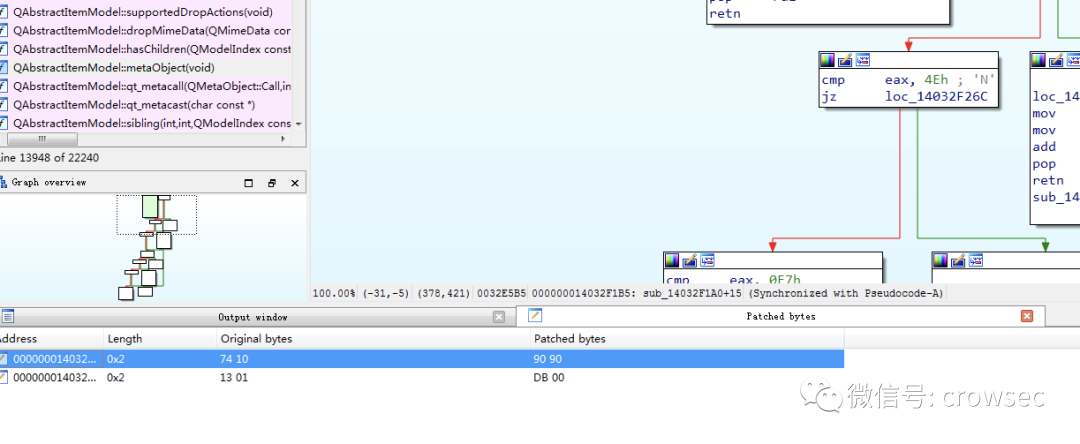 QAbstractItemModel::supportedDropActions(void)
QAbstractItemModel::dropMimeData(QMimeData con
QAbstractItemModel::hasChildren(QModelIndex const
QAbstractItemModel::metaObject(void)
QAbstractItemModel::qt_metacall(QMetaObject::Call,in
QAbstractItemModel::qt_metacast(char const *)
QAbstractItemModel::sibling(int,int,QModelIndex cons
ine 13948 of 22240
Graph overview
retn
cmp eax, 4Eh ; 'N'
jz loc_14032F26C
loc_14
mov
mov
add
pop
retn
sub_14
cmp eax, 0F7h
100.00% (-31,-5) (378,421) 0032E5B5 000000014032F1B5: sub_14032F1A0+15 (Synchronized with Pseudocode-A)
Output window
Patched bytes
ddress Length Original bytes Patched bytes
000000014032... 0x2 74 10 90 90
000000014032... 0x2 13 01 DB 00
微信号: crowsec